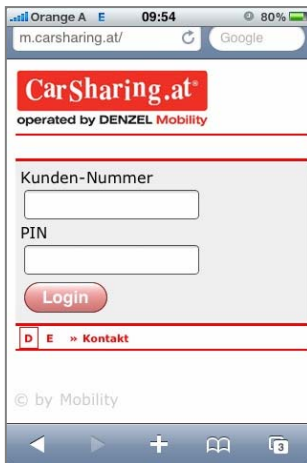 Orange A E 09:54 80%
m.carsharing.at/ Google
CarSharing.at®
operated by DENZEL Mobility
Kunden-Nummer
PIN
Login
D E » Kontakt
© by Mobility
3